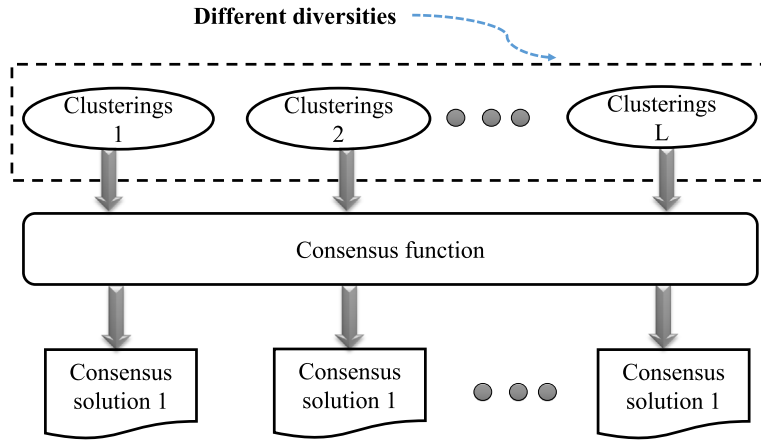 Different diversities
Clusterings
1
Clusterings
2
Clusterings
L
Consensus function
Consensus
solution 1
Consensus
solution 1
Consensus
solution 1